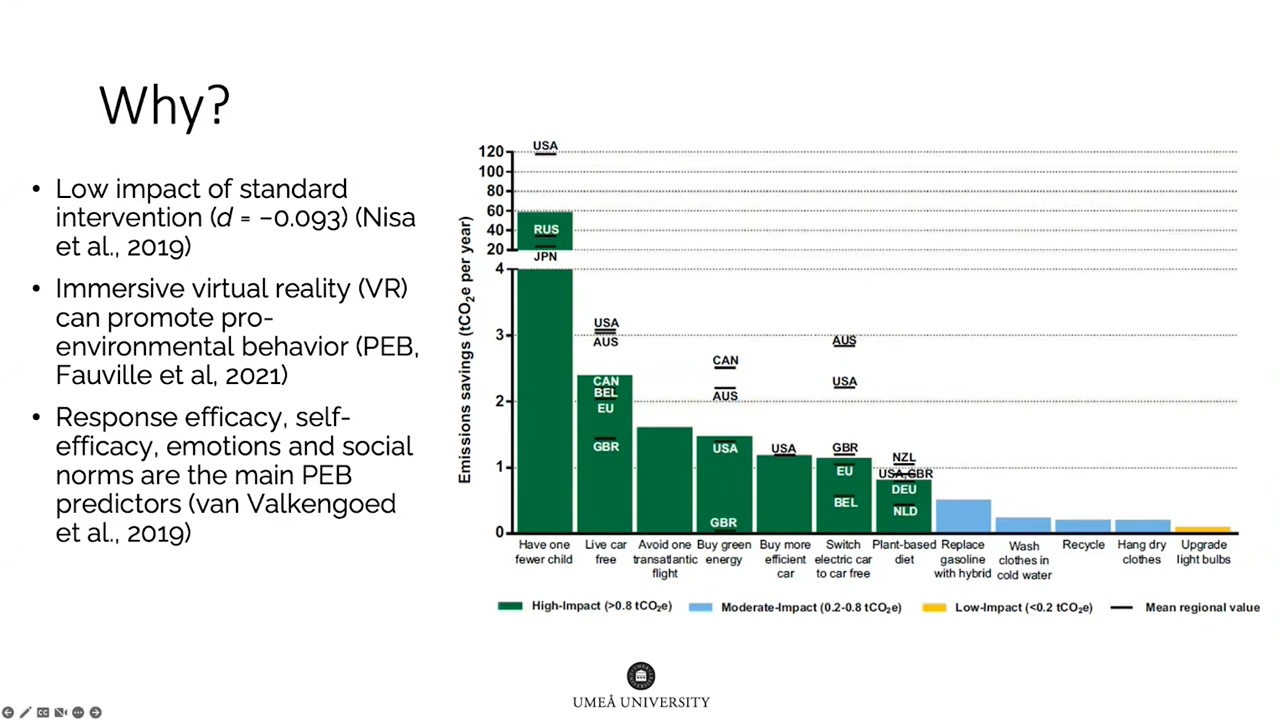 Why?
• Low impact of standard
intervention (d = −0.093) (Nisa
et al., 2019)
• Immersive virtual reality (VR)
can promote pro-
environmental behavior (PEB,
Fauville et al, 2021)
• Response efficacy, self-
efficacy, emotions and social
norms are the main PEB
predictors (van Valkengoed
et al., 2019)
Emissions savings (tCO₂e per year)
120
100
80
60
40
20
4
3
2
1
0
USA
RUS
JPN
USA
AUS
CAN
BEL
EU
GBR
CAN
AUS
USA
GBR
USA
AUS
USA
GBR
EU
BEL
NZL
USA,GBR
DEU
NLD
Have one
fewer child
Live car
free
Avoid one
transatlantic
flight
Buy green
energy
Buy more
efficient
car
Switch
electric car
to car free
Plant-based
diet
Replace
gasoline
with hybrid
Wash
clothes in
cold water
Recycle
Hang dry
clothes
Upgrade
light bulbs
High-Impact (>0.8 tCO₂e)
Moderate-Impact (0.2-0.8 tCO₂e)
Low-Impact (<0.2 tCO₂e)
Mean regional value
UMEÅ UNIVERSITY